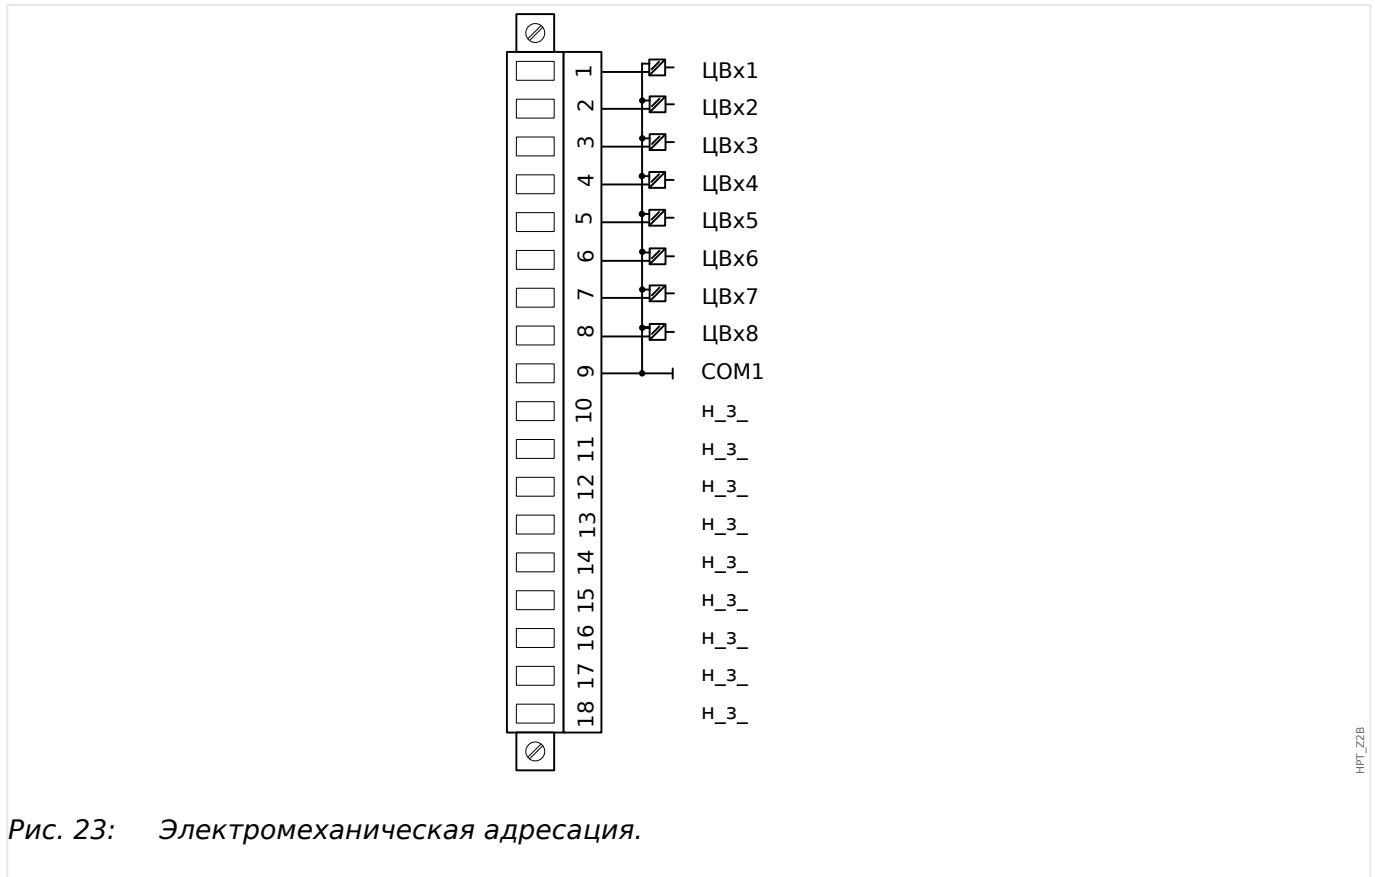 1 ЦВх1
2 ЦВх2
3 ЦВх3
4 ЦВх4
5 ЦВх5
6 ЦВх6
7 ЦВх7
8 ЦВх8
9 COM1
10 н_з_
11 н_з_
12 н_з_
13 н_з_
14 н_з_
15 н_з_
16 н_з_
17 н_з_
18 н_з_
HPT_Z2B
Рис. 23: Электромеханическая адресация.